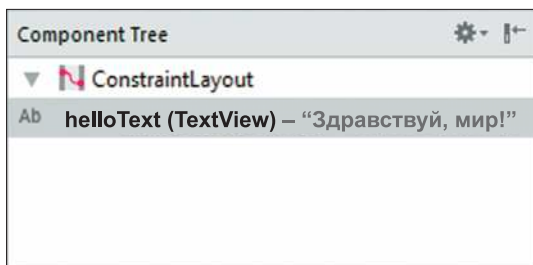 Component Tree
ConstraintLayout
Ab helloText (TextView) – “Здравствуй, мир!”